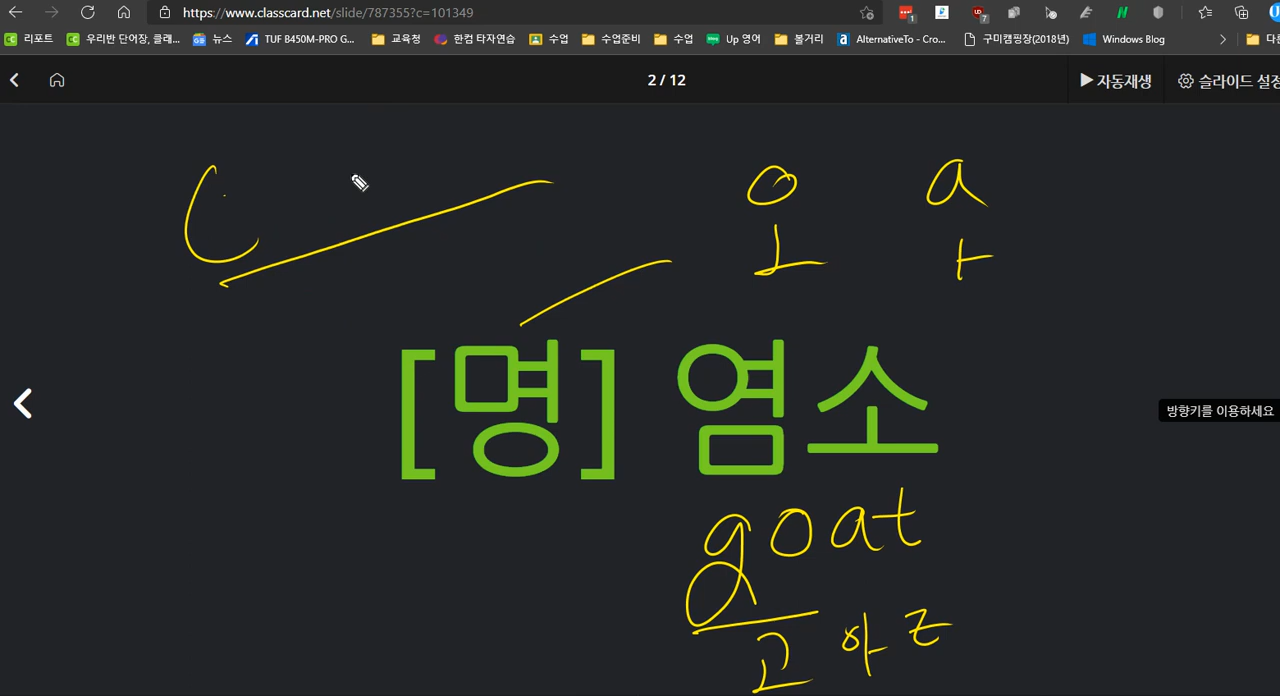 https://www.classcard.net/slide/787355?c=101349
리포트 우리반 단어장, 클래... 뉴스 TUF B450M-PRO G... 교육청 한컴 타자연습 수업 수업준비 수업 Up 영어 볼거리 AlternativeTo - Cro... 구미캠핑장(2018년) Windows Blog 다른
2 / 12 자동재생 슬라이드 설정
o a
ㅗ ㅏ
[명] 염소
방향키를 이용하세요
goat
고 아 ㅌ